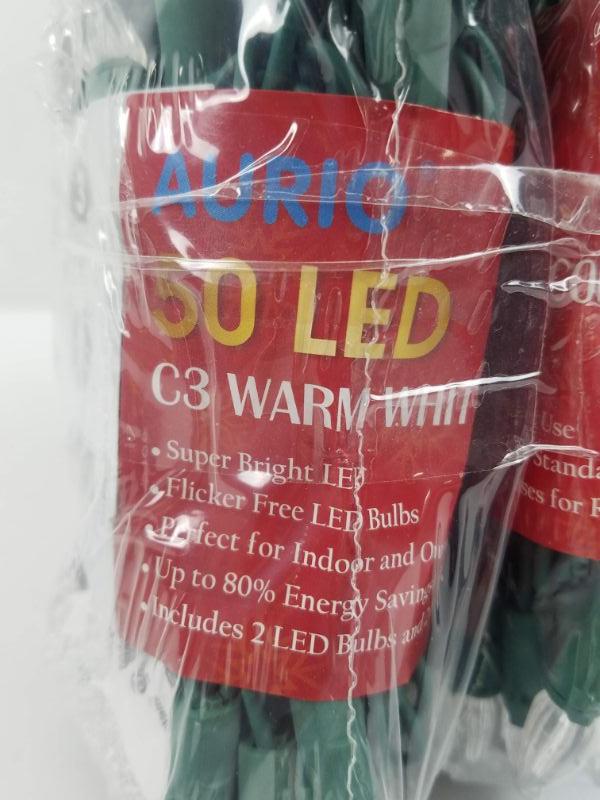 AURIO
50 LED
C3 WARM WHIT
• Super Bright LED
• Flicker Free LED Bulbs
• Perfect for Indoor and Ou
• Up to 80% Energy Saving
• Includes 2 LED Bulbs and
Use
Standa
ses for R